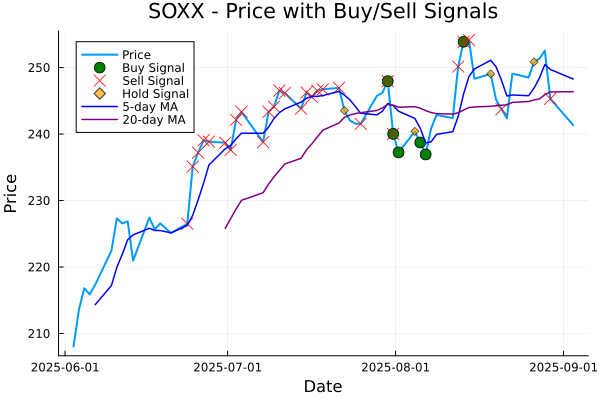 SOXX - Price with Buy/Sell Signals
Price
Buy Signal
Sell Signal
Hold Signal
5-day MA
20-day MA
250
240
230
220
210
Price
2025-06-01
2025-07-01
2025-08-01
2025-09-01
Date